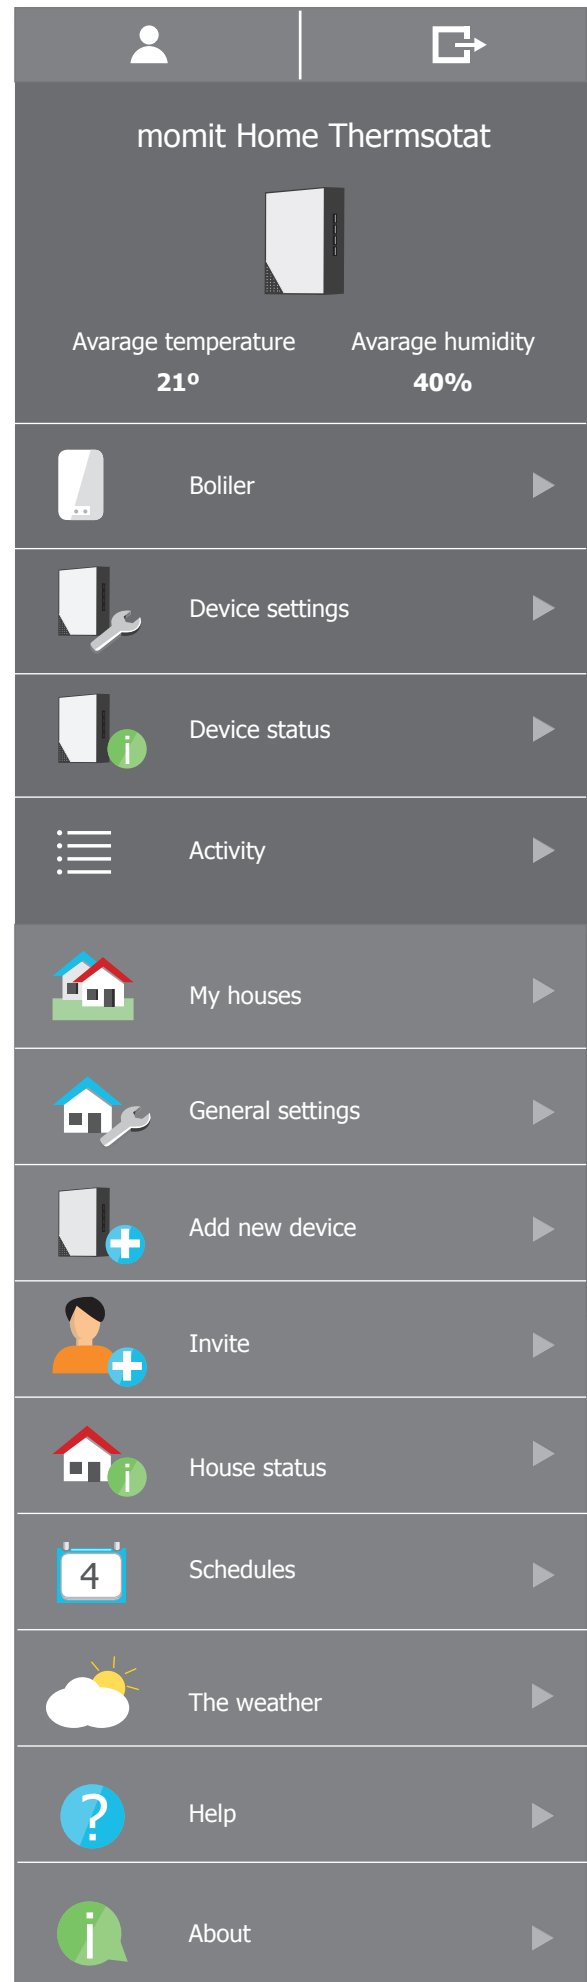 momit Home Thermsotat
Avarage temperature Avarage humidity
21º 40%
Boliler
Device settings
i
Device status
Activity
My houses
General settings
Add new device
Invite
i
House status
4
Schedules
The weather
?
Help
i
About